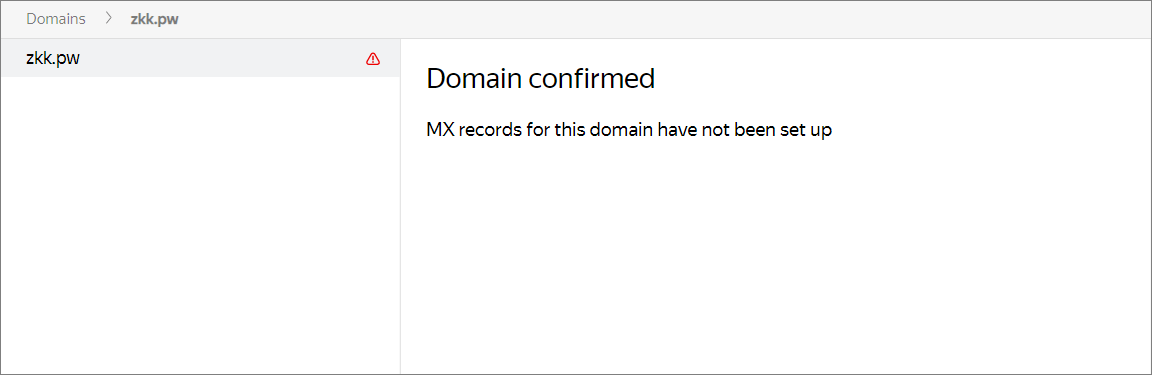 Domains > zkk.pw
zkk.pw
Domain confirmed
MX records for this domain have not been set up